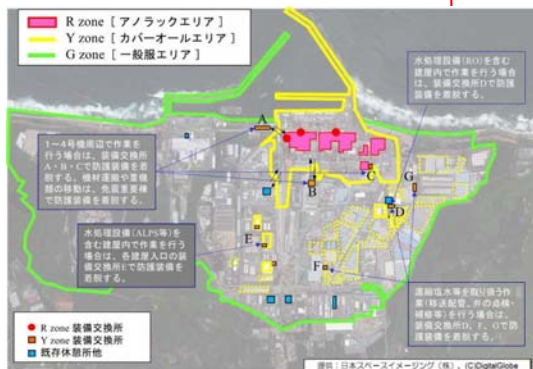 R zone［アノラックエリア］
Y zone［カバーオールエリア］
G zone［一般服エリア］
水処理設備(RO)を含む
建屋内で作業を行う場合
は、装備交換所Dで防護
装備を着脱する。
1～4号機周辺で作業を
行う場合は、装備交換所
A・B・Cで防護装備を着
脱する。機材運搬や重機
類の移動は、免震重要棟
で防護装備を着脱する。
水処理設備(ALPS等)を
含む建屋内で作業を行う
場合は、各建屋入口の装
備交換所Eで防護装備を
着脱する。
濃縮塩水等を取り扱う作
業(移送配管、弁の点検・
補修等)を行う場合は、
装備交換所D、F、Gで防
護装備を着脱する。
A
B
C
G
D
E
F
R zone 装備交換所
Y zone 装備交換所
既存休憩所他
提供：日本スペースイメージング（株）、(C)DigitalGlobe